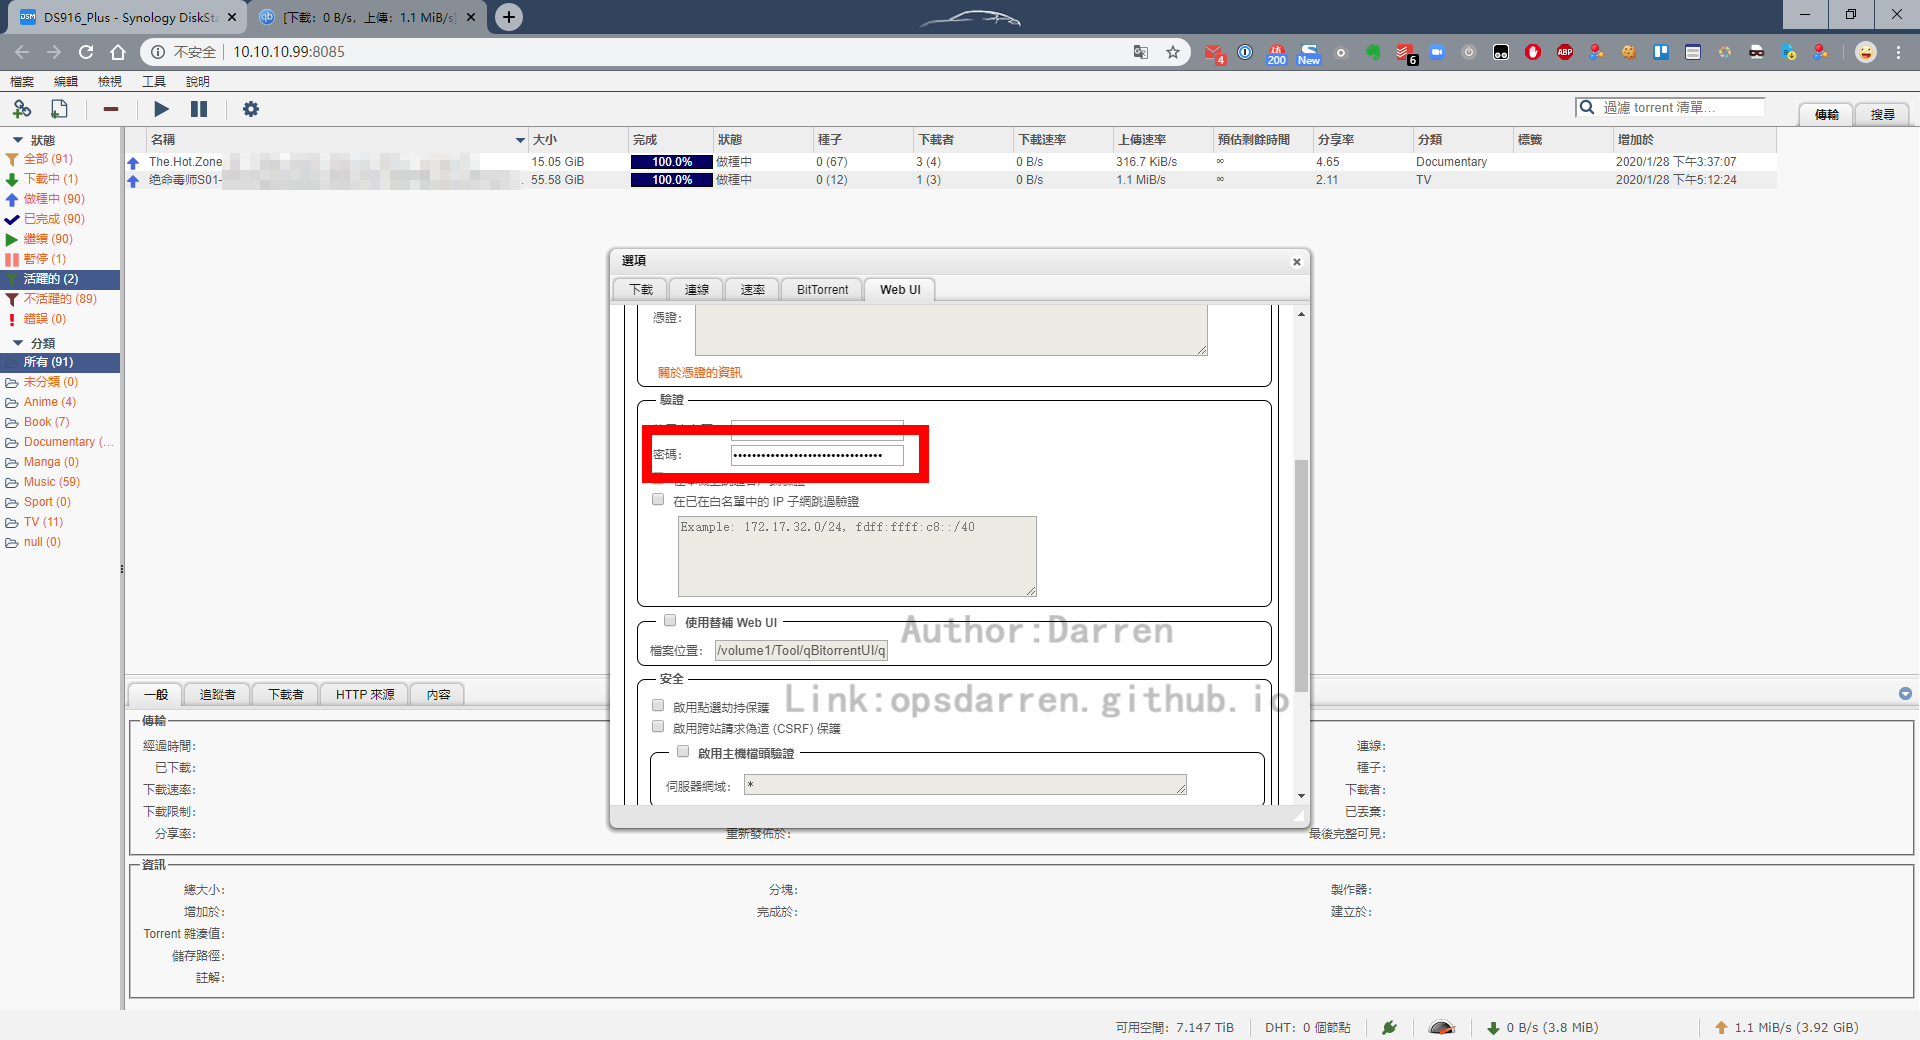 DS916_Plus - Synology DiskSta
[下載: 0 B/s, 上傳: 1.1 MiB/s]
不安全 10.10.10.99:8085
4 200 New 6 ABP
檔案 編輯 檢視 工具 說明
過濾 torrent 清單...
傳輸 搜尋
狀態
全部 (91)
下載中 (1)
做種中 (90)
已完成 (90)
繼續 (90)
暫停 (1)
活躍的 (2)
不活躍的 (89)
錯誤 (0)
分類
所有 (91)
未分類 (0)
Anime (4)
Book (7)
Documentary (...
Manga (0)
Music (59)
Sport (0)
TV (11)
null (0)
名稱 大小 完成 狀態 種子 下載者 下載速率 上傳速率 預估剩餘時間 分享率 分類 標籤 增加於
The.Hot.Zone 15.05 GiB 100.0% 做種中 0 (67) 3 (4) 0 B/s 316.7 KiB/s ∞ 4.65 Documentary 2020/1/28 下午3:37:07
绝命毒师S01- 55.58 GiB 100.0% 做種中 0 (12) 1 (3) 0 B/s 1.1 MiB/s ∞ 2.11 TV 2020/1/28 下午5:12:24
選項
下載 連線 速率 BitTorrent Web UI
憑證:
關於憑證的資訊
驗證
密碼: ••••••••••••••••••••••••••••••••
在已在白名單中的 IP 子網跳過驗證
Example: 172.17.32.0/24, fdff:ffff:c8::/40
使用替補 Web UI
檔案位置: /volume1/Tool/qBitorrentUI/q
安全
啟用點選劫持保護
啟用跨站請求偽造 (CSRF) 保護
啟用主機檔頭驗證
伺服器網域: *
Author:Darren
Link:opsdarren.github.io
一般 追蹤者 下載者 HTTP 來源 內容
傳輸
經過時間: 連線:
已下載: 種子:
下載速率: 下載者:
下載限制: 已丟棄:
分享率: 重新發佈於: 最後完整可見:
資訊
總大小: 分塊: 製作器:
增加於: 完成於: 建立於:
Torrent 雜湊值:
儲存路徑:
註解:
可用空間: 7.147 TiB DHT: 0 個節點 0 B/s (3.8 MiB) 1.1 MiB/s (3.92 GiB)